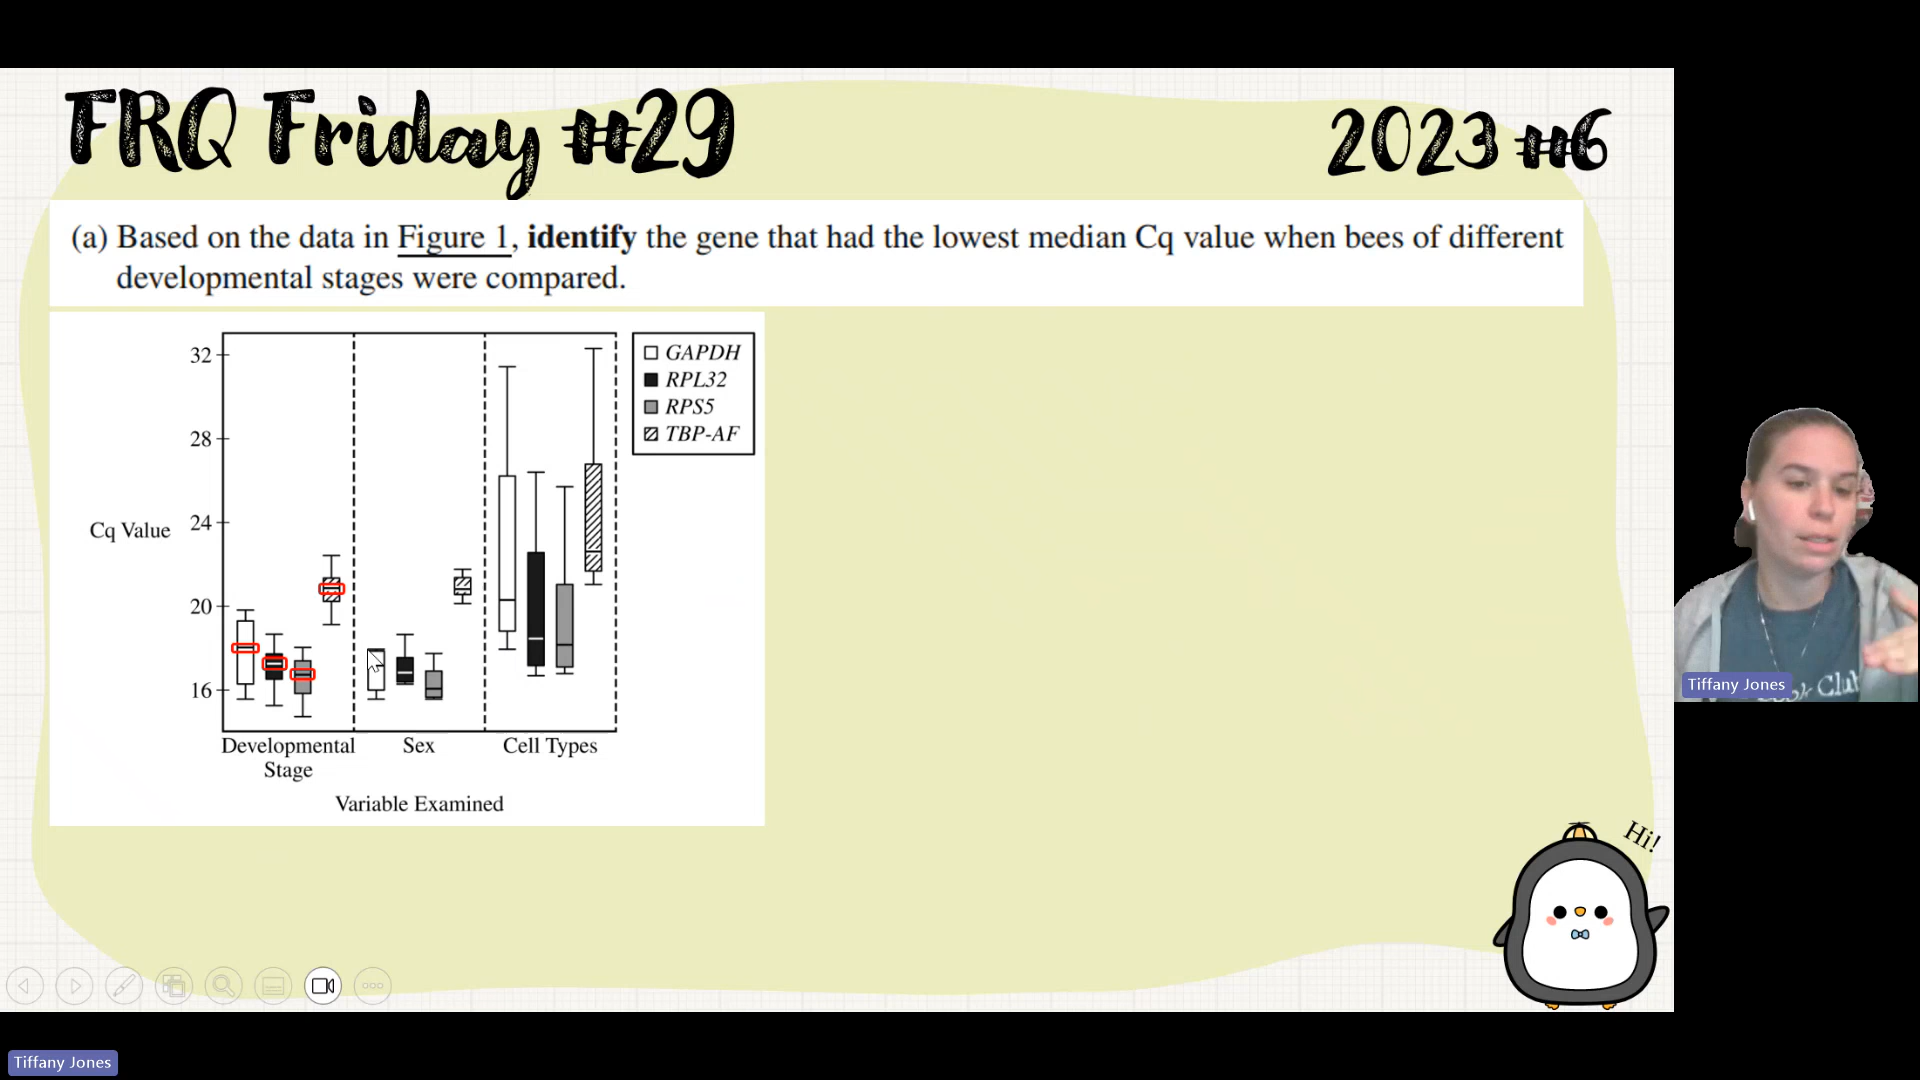 FRQ Friday #29
2023 #6
(a) Based on the data in Figure 1, identify the gene that had the lowest median Cq value when bees of different
developmental stages were compared.
32
28
24
20
16
Cq Value
GAPDH
RPL32
RPS5
TBP-AF
Developmental
Stage
Sex
Cell Types
Variable Examined
Hi!
Tiffany Jones
Club
Tiffany Jones